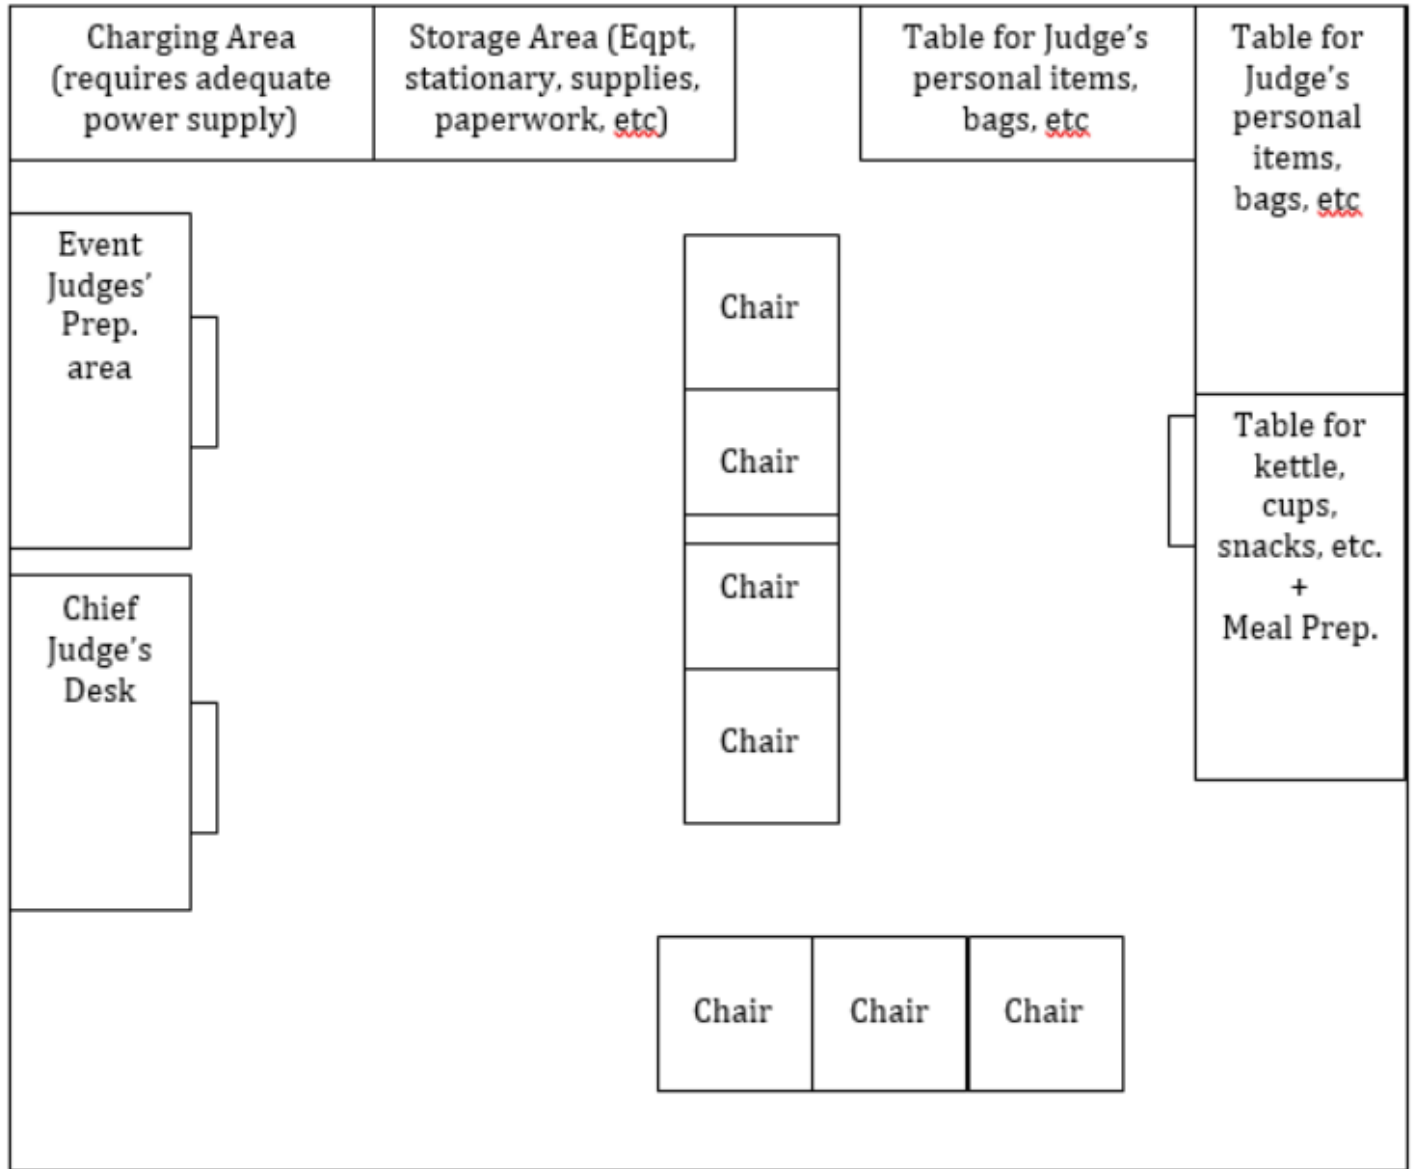 Charging Area
(requires adequate
power supply)
Storage Area (Eqpt,
stationary, supplies,
paperwork, etc)
Table for Judge’s
personal items,
bags, etc
Table for
Judge’s
personal
items,
bags, etc
Event
Judges’
Prep.
area
Chair
Chair
Chair
Chair
Table for
kettle,
cups,
snacks, etc.
+
Meal Prep.
Chief
Judge’s
Desk
Chair
Chair
Chair